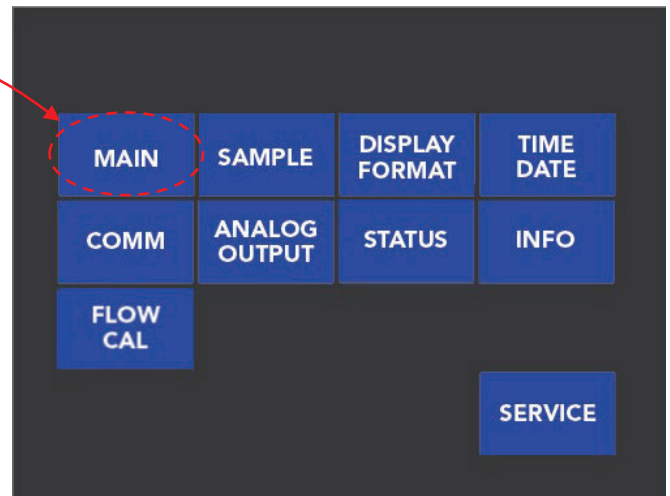 MAIN
SAMPLE
DISPLAY
FORMAT
TIME
DATE
COMM
ANALOG
OUTPUT
STATUS
INFO
FLOW
CAL
SERVICE